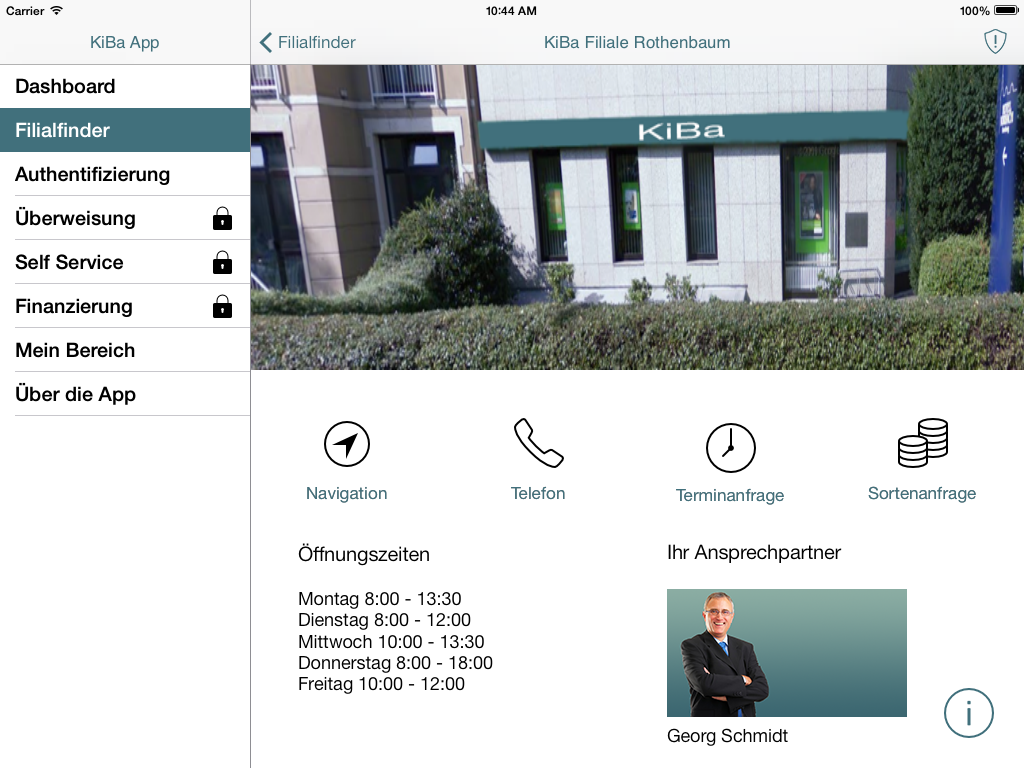 Carrier 10:44 AM 100%
KiBa App
Filialfinder
KiBa Filiale Rothenbaum
Dashboard
Filialfinder
Authentifizierung
Überweisung
Self Service
Finanzierung
Mein Bereich
Über die App
KiBa
Navigation
Telefon
Terminanfrage
Sortenanfrage
Öffnungszeiten
Montag 8:00 - 13:30
Dienstag 8:00 - 12:00
Mittwoch 10:00 - 13:30
Donnerstag 8:00 - 18:00
Freitag 10:00 - 12:00
Ihr Ansprechpartner
Georg Schmidt